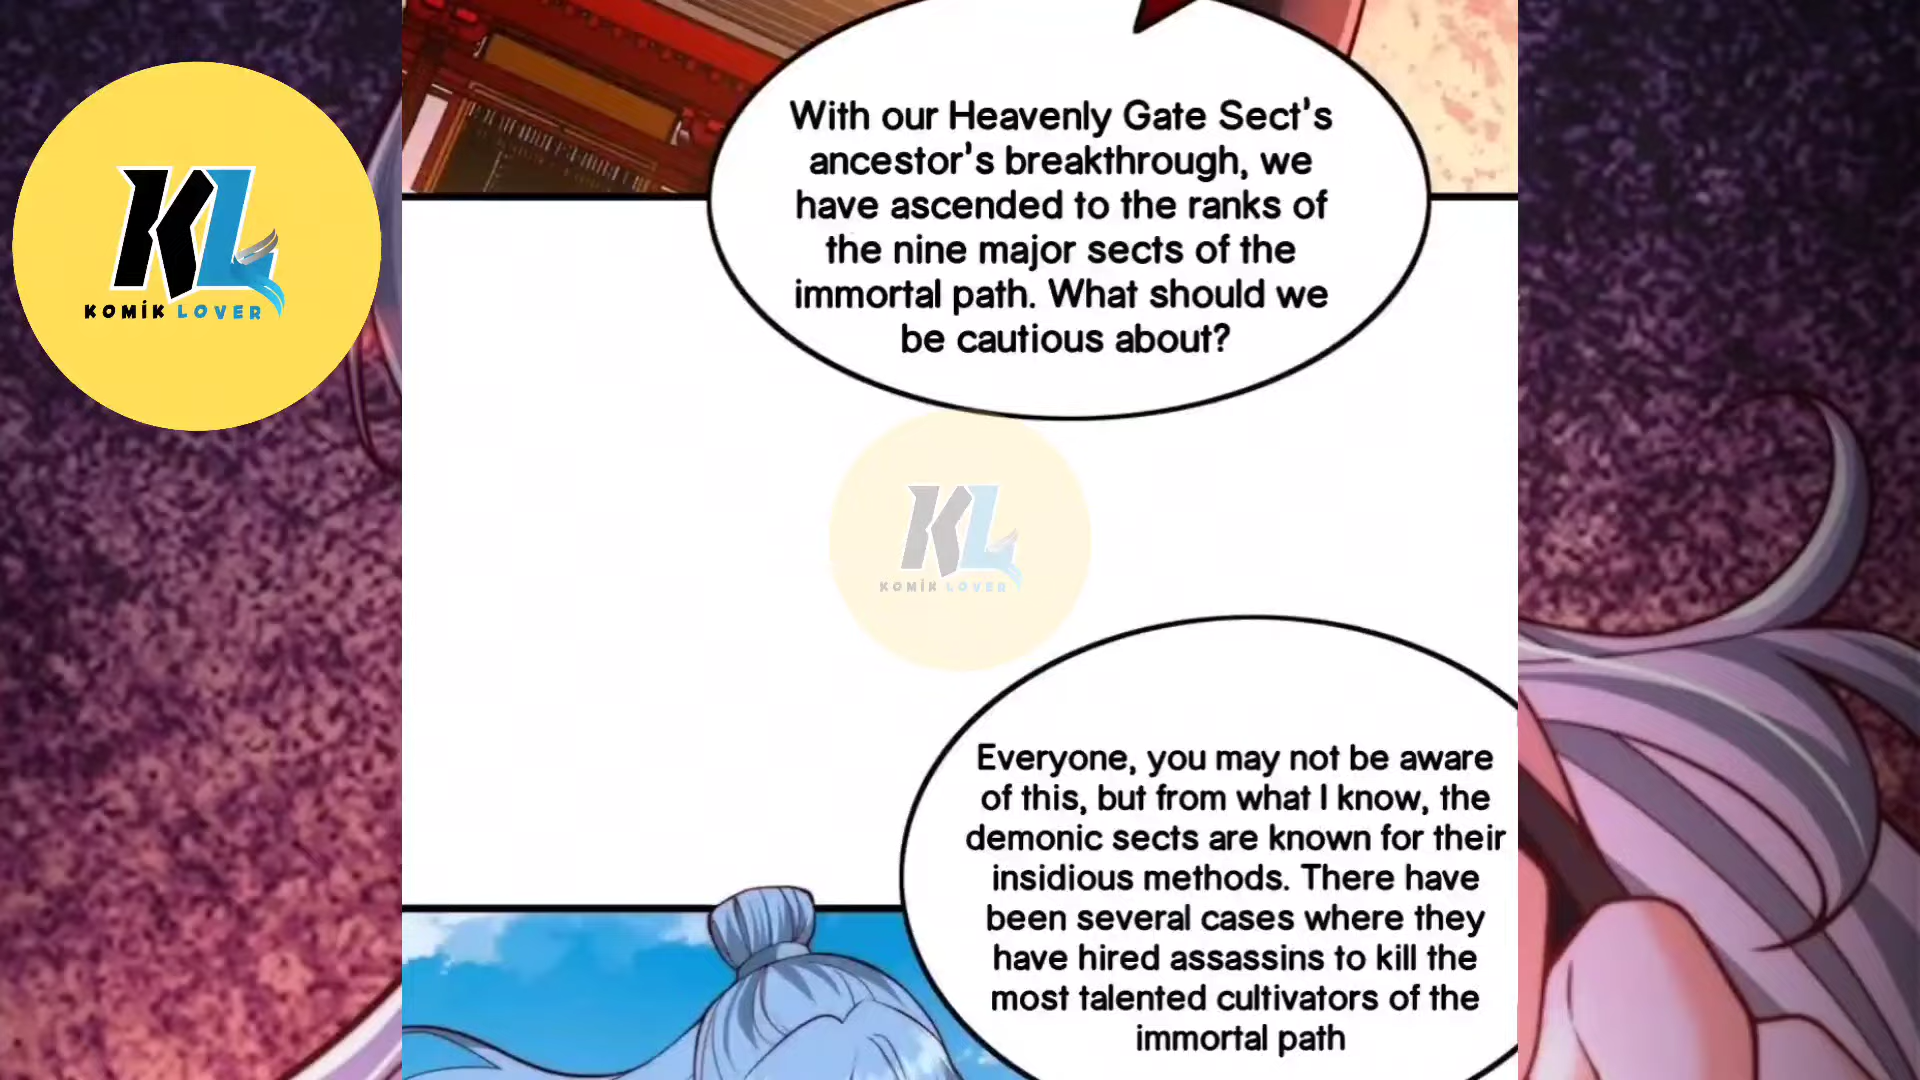 KL
KOMİK LOVER
With our Heavenly Gate Sect's
ancestor's breakthrough, we
have ascended to the ranks of
the nine major sects of the
immortal path. What should we
be cautious about?
KL
KOMİK LOVER
Everyone, you may not be aware
of this, but from what I know, the
demonic sects are known for their
insidious methods. There have
been several cases where they
have hired assassins to kill the
most talented cultivators of the
immortal path